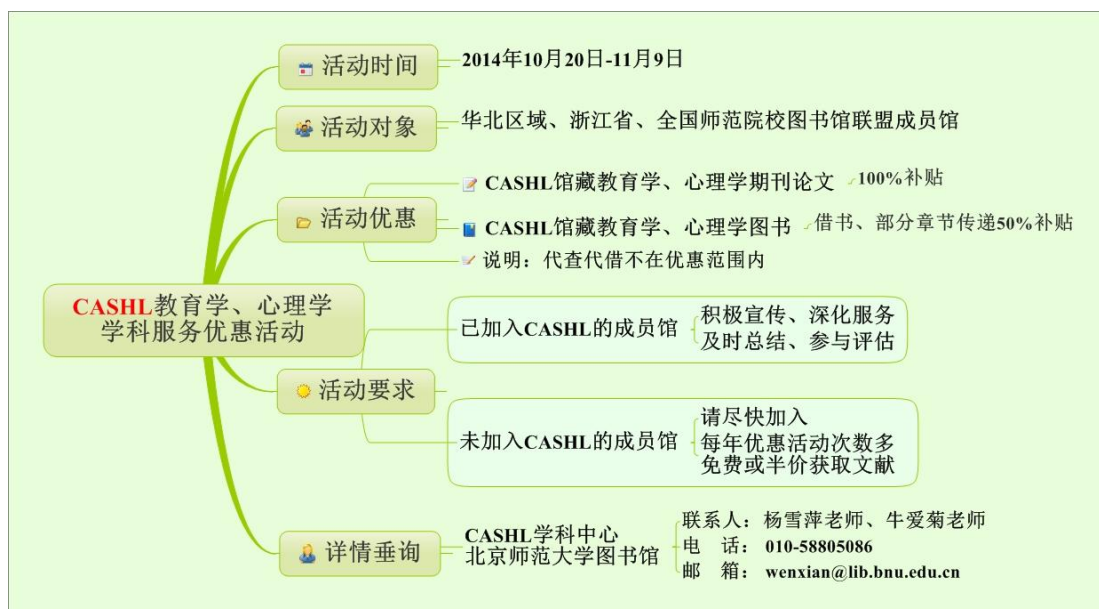 活动时间
2014年10月20日-11月9日
活动对象
华北区域、浙江省、全国师范院校图书馆联盟成员馆
活动优惠
CASHL馆藏教育学、心理学期刊论文 100%补贴
CASHL馆藏教育学、心理学图书 借书、部分章节传递50%补贴
说明：代查代借不在优惠范围内
CASHL教育学、心理学
学科服务优惠活动
活动要求
已加入CASHL的成员馆
积极宣传、深化服务
及时总结、参与评估
未加入CASHL的成员馆
请尽快加入
每年优惠活动次数多
免费或半价获取文献
详情垂询
CASHL学科中心
北京师范大学图书馆
联系人：杨雪萍老师、牛爱菊老师
电 话： 010-58805086
邮 箱： wenxian@lib.bnu.edu.cn